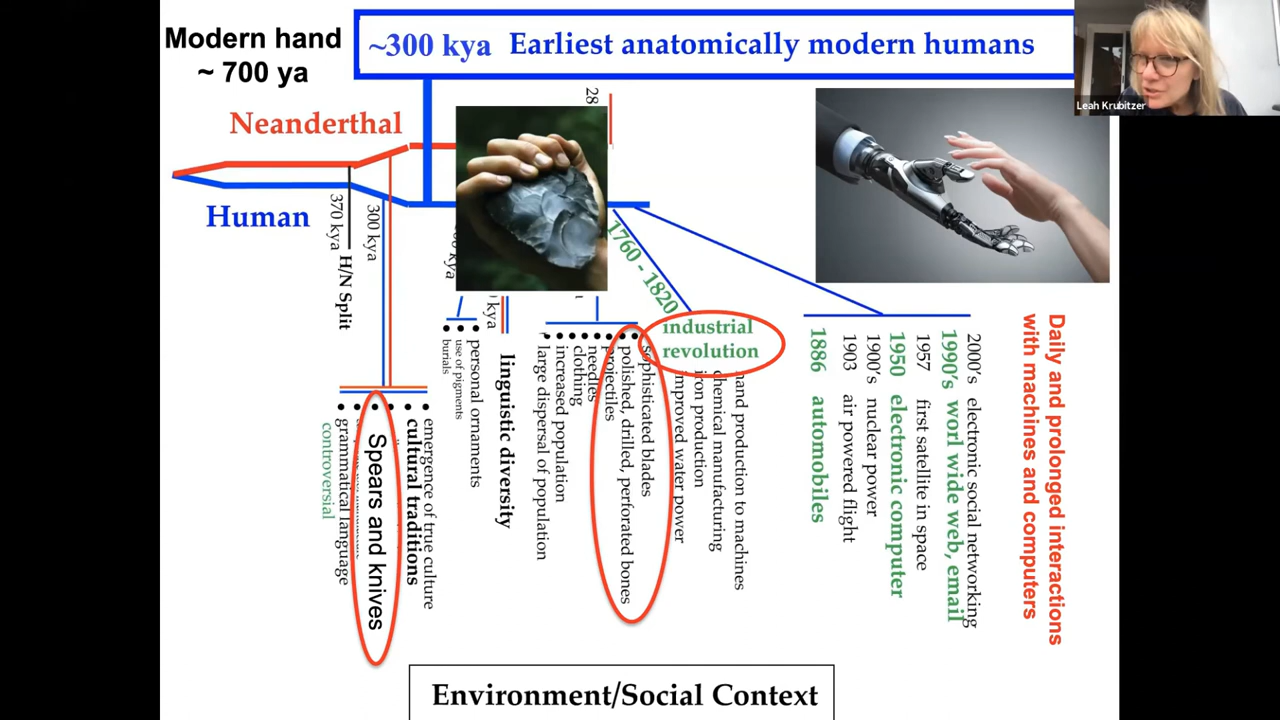 Modern hand
~ 700 ya
~300 kya Earliest anatomically modern humans
Leah Krubitzer
Neanderthal
Human
28
370 kya
H/N Split
300 kya
kya
kya
1760 - 1820
industrial
revolution
emergence of true culture
cultural traditions
Spears and knives
grammatical language
controversial
personal ornaments
use of pigments
burials
linguistic diversity
sophisticated blades
polished, drilled, perforated bones
projectiles
needles
clothing
increased population
large dispersal of population
hand production to machines
chemical manufacturing
iron production
improved water power
2000's electronic social networking
1990's worl wide web, email
1957 first satellite in space
1950 electronic computer
1900's nuclear power
1903 air powered flight
1886 automobiles
Daily and prolonged interactions
with machines and computers
Environment/Social Context